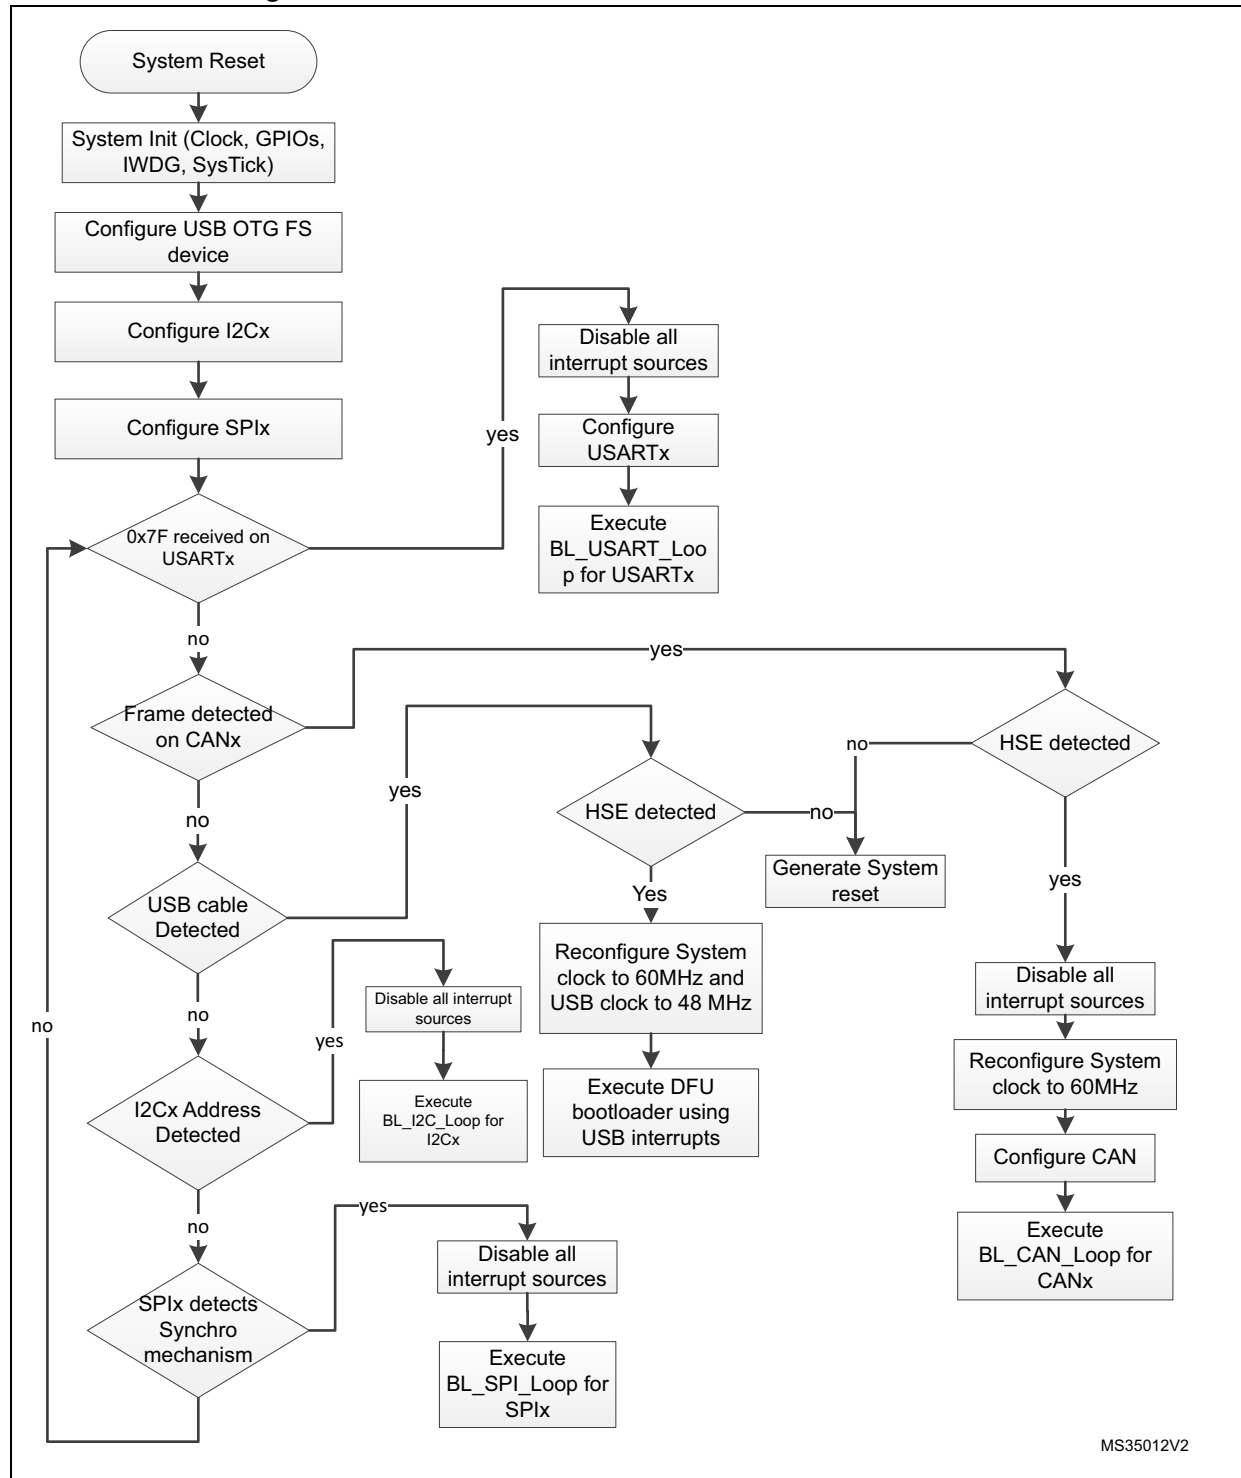 System Reset
System Init (Clock, GPIOs,
IWDG, SysTick)
Configure USB OTG FS
device
Configure I2Cx
Configure SPIx
0x7F received on
USARTx
yes
Disable all
interrupt sources
Configure
USARTx
Execute
BL_USART_Loo
p for USARTx
no
Frame detected
on CANx
yes
HSE detected
no
yes
Disable all
interrupt sources
Reconfigure System
clock to 60MHz
Configure CAN
Execute
BL_CAN_Loop for
CANx
no
USB cable
Detected
yes
HSE detected
no
Generate System
reset
Yes
Reconfigure System
clock to 60MHz and
USB clock to 48 MHz
Execute DFU
bootloader using
USB interrupts
no
I2Cx Address
Detected
yes
Disable all interrupt
sources
Execute
BL_I2C_Loop for
I2Cx
no
SPIx detects
Synchro
mechanism
yes
Disable all
interrupt sources
Execute
BL_SPI_Loop for
SPIx
no
MS35012V2